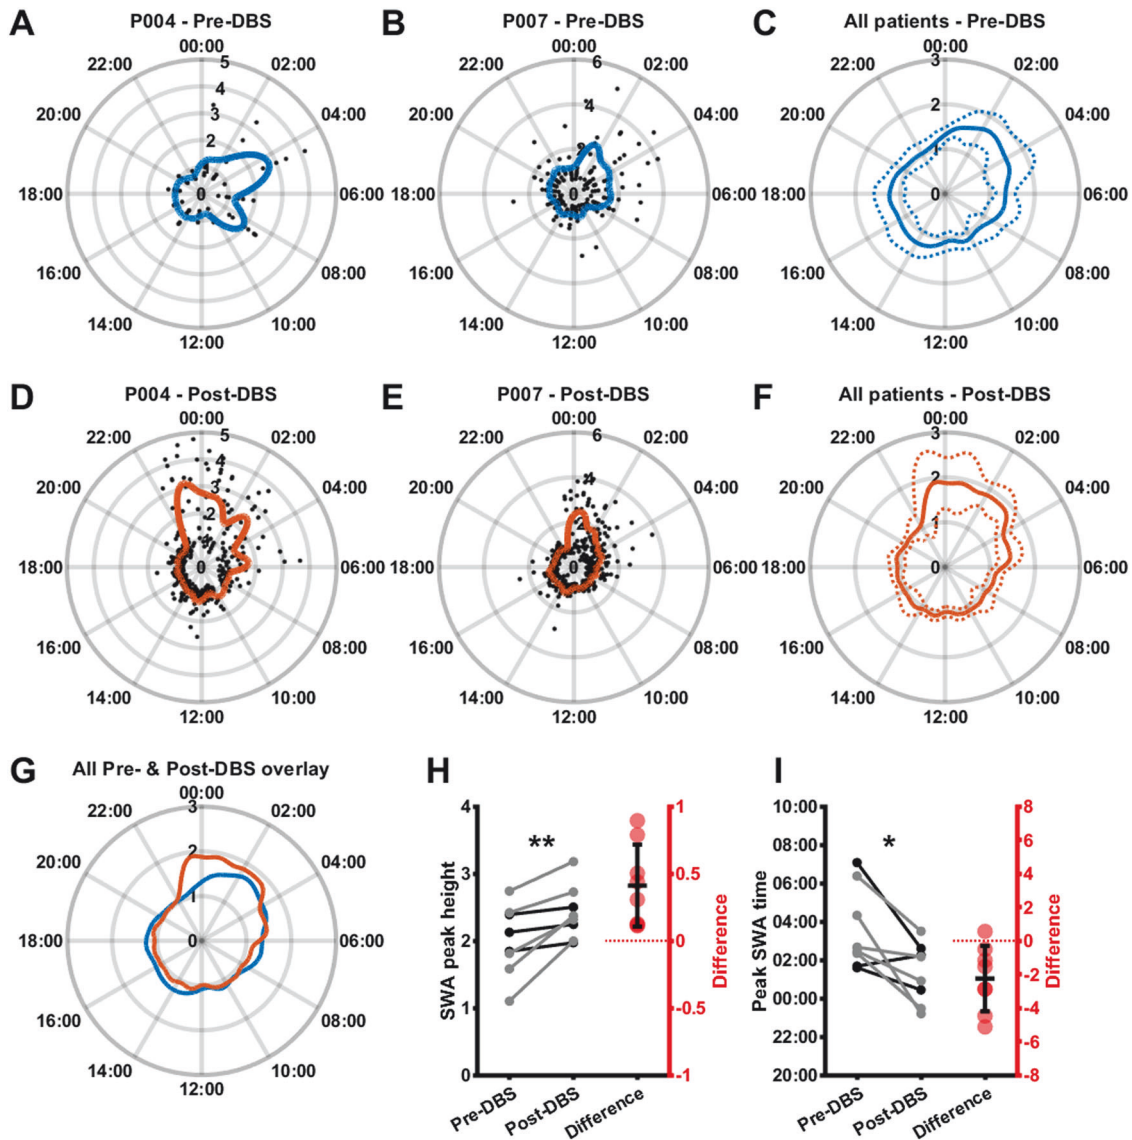 A P004 - Pre-DBS
00:00
22:00 5 02:00
4
20:00 3 04:00
2
18:00 0 06:00
16:00 08:00
14:00 10:00
12:00
B P007 - Pre-DBS
00:00
22:00 6 02:00
20:00 4 04:00
2
18:00 0 06:00
16:00 08:00
14:00 10:00
12:00
C All patients - Pre-DBS
00:00
22:00 3 02:00
20:00 2 04:00
1
18:00 0 06:00
16:00 08:00
14:00 10:00
12:00
D P004 - Post-DBS
00:00
22:00 5 02:00
4
20:00 3 04:00
2
18:00 0 06:00
16:00 08:00
14:00 10:00
12:00
E P007 - Post-DBS
00:00
22:00 6 02:00
20:00 4 04:00
2
18:00 0 06:00
16:00 08:00
14:00 10:00
12:00
F All patients - Post-DBS
00:00
22:00 3 02:00
20:00 2 04:00
1
18:00 0 06:00
16:00 08:00
14:00 10:00
12:00
G All Pre- & Post-DBS overlay
00:00
22:00 3 02:00
20:00 2 04:00
1
18:00 0 06:00
16:00 08:00
14:00 10:00
12:00
H
SWA peak height
4
3
2
1
0
**
1
0.5
0
-0.5
-1
Difference
Pre-DBS
Post-DBS
Difference
I
Peak SWA time
10:00
08:00
06:00
04:00
02:00
00:00
22:00
20:00
*
8
6
4
2
0
-2
-4
-6
-8
Difference
Pre-DBS
Post-DBS
Difference